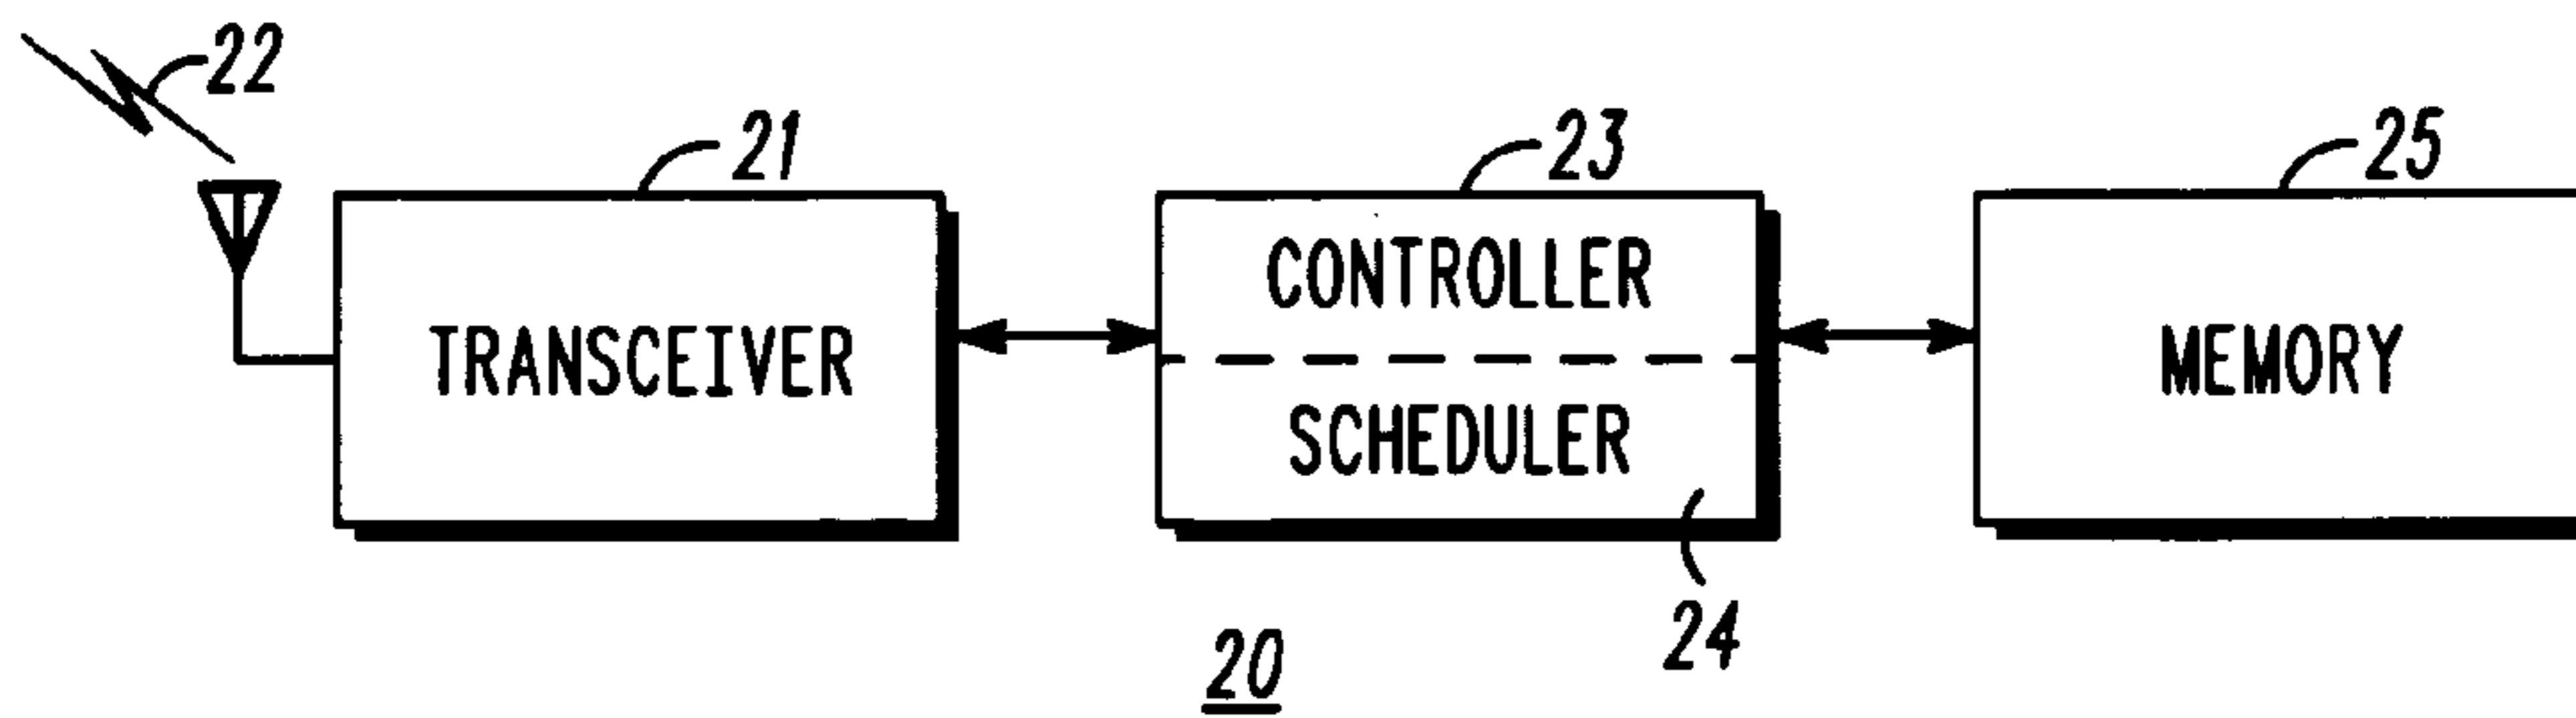 22
21
23
25
CONTROLLER
TRANSCEIVER
MEMORY
SCHEDULER
24
20